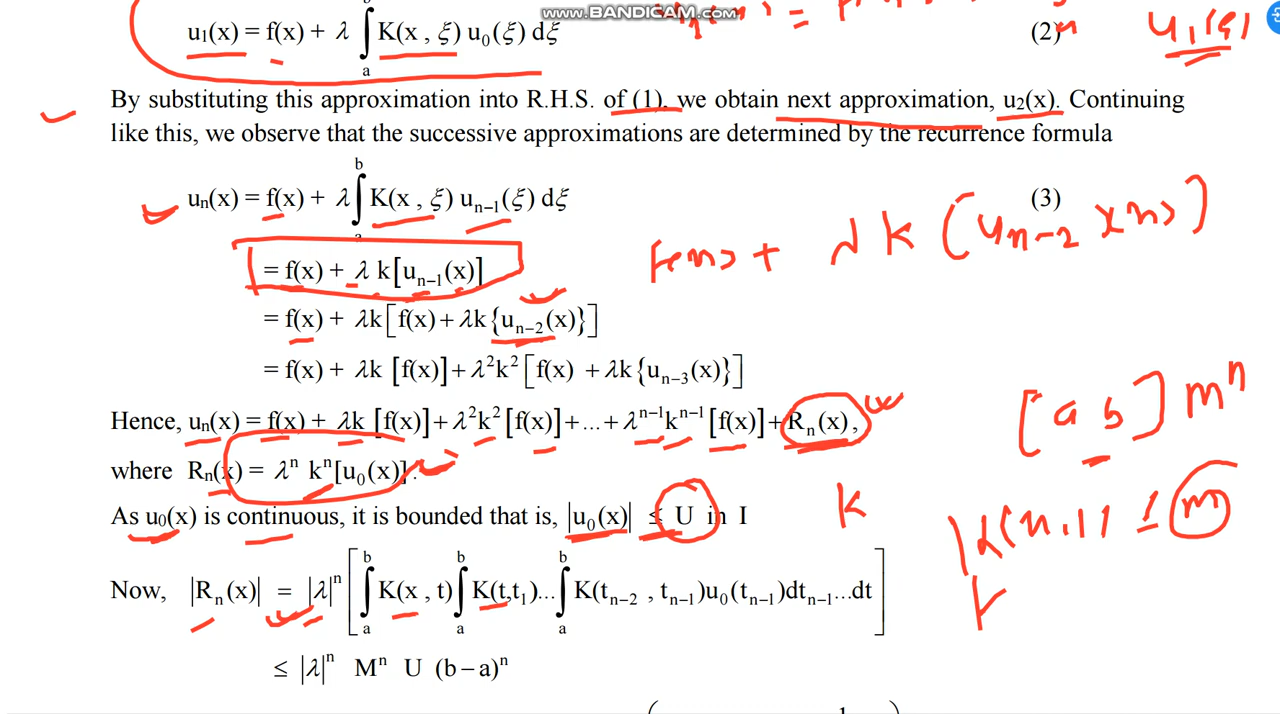 www.BANDICAM.com
u₁(x) = f(x) + λ ∫ₐᵇ K(x , ξ) u₀(ξ) dξ (2)
u₁(ξ)
By substituting this approximation into R.H.S. of (1), we obtain next approximation, u₂(x). Continuing
like this, we observe that the successive approximations are determined by the recurrence formula
uₙ(x) = f(x) + λ ∫ₐᵇ K(x , ξ) uₙ₋₁(ξ) dξ (3)
= f(x) + λ k[uₙ₋₁(x)]
= f(x) + λk[f(x) + λk{uₙ₋₂(x)}]
= f(x) + λk [f(x)] + λ²k²[f(x) + λk{uₙ₋₃(x)}]
Hence, uₙ(x) = f(x) + λk [f(x)] + λ²k²[f(x)] + ... + λⁿ⁻¹kⁿ⁻¹ [f(x)] + Rₙ(x),
[a b] mⁿ
where Rₙ(x) = λⁿ kⁿ[u₀(x)].
As u₀(x) is continuous, it is bounded that is, |u₀(x)| ≤ U in I
k
Now, |Rₙ(x)| = |λ|ⁿ [∫ₐᵇ K(x , t) ∫ₐᵇ K(t,t₁)... ∫ₐᵇ K(tₙ₋₂ , tₙ₋₁)u₀(tₙ₋₁)dtₙ₋₁...dt]
≤ |λ|ⁿ Mⁿ U (b − a)ⁿ